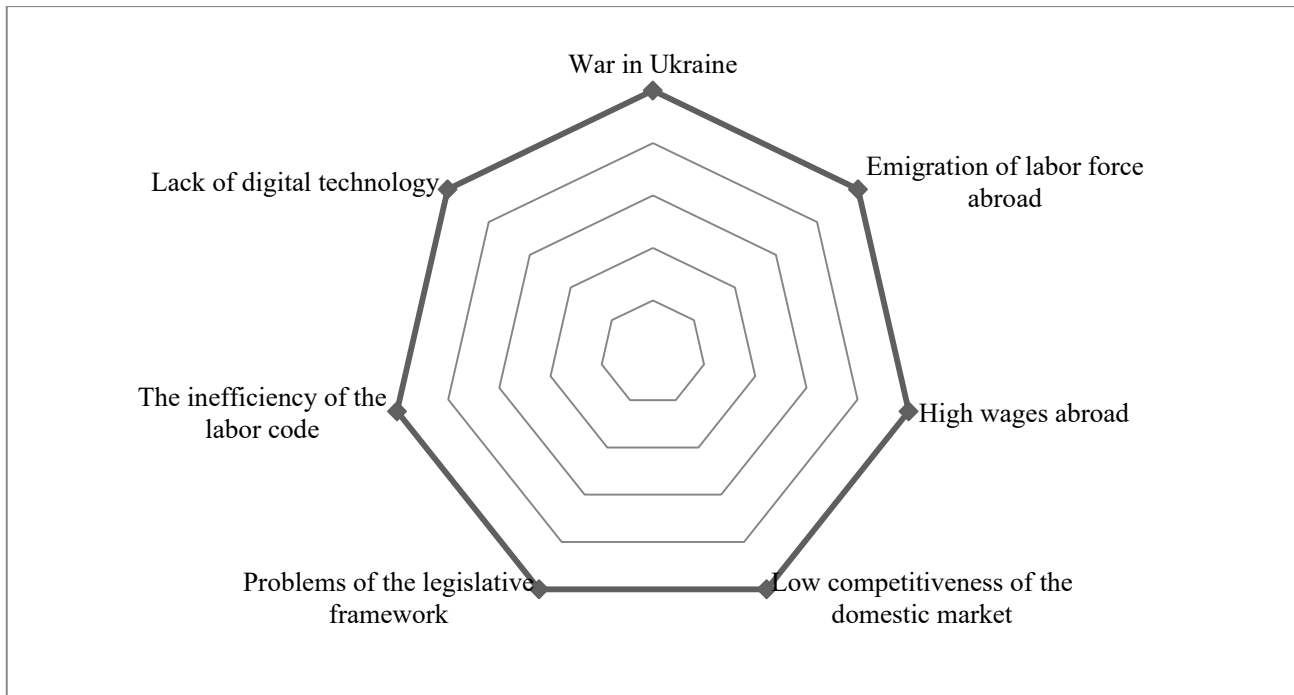 War in Ukraine
Emigration of labor force
abroad
Lack of digital technology
The inefficiency of the
labor code
High wages abroad
Problems of the legislative
framework
Low competitiveness of the
domestic market